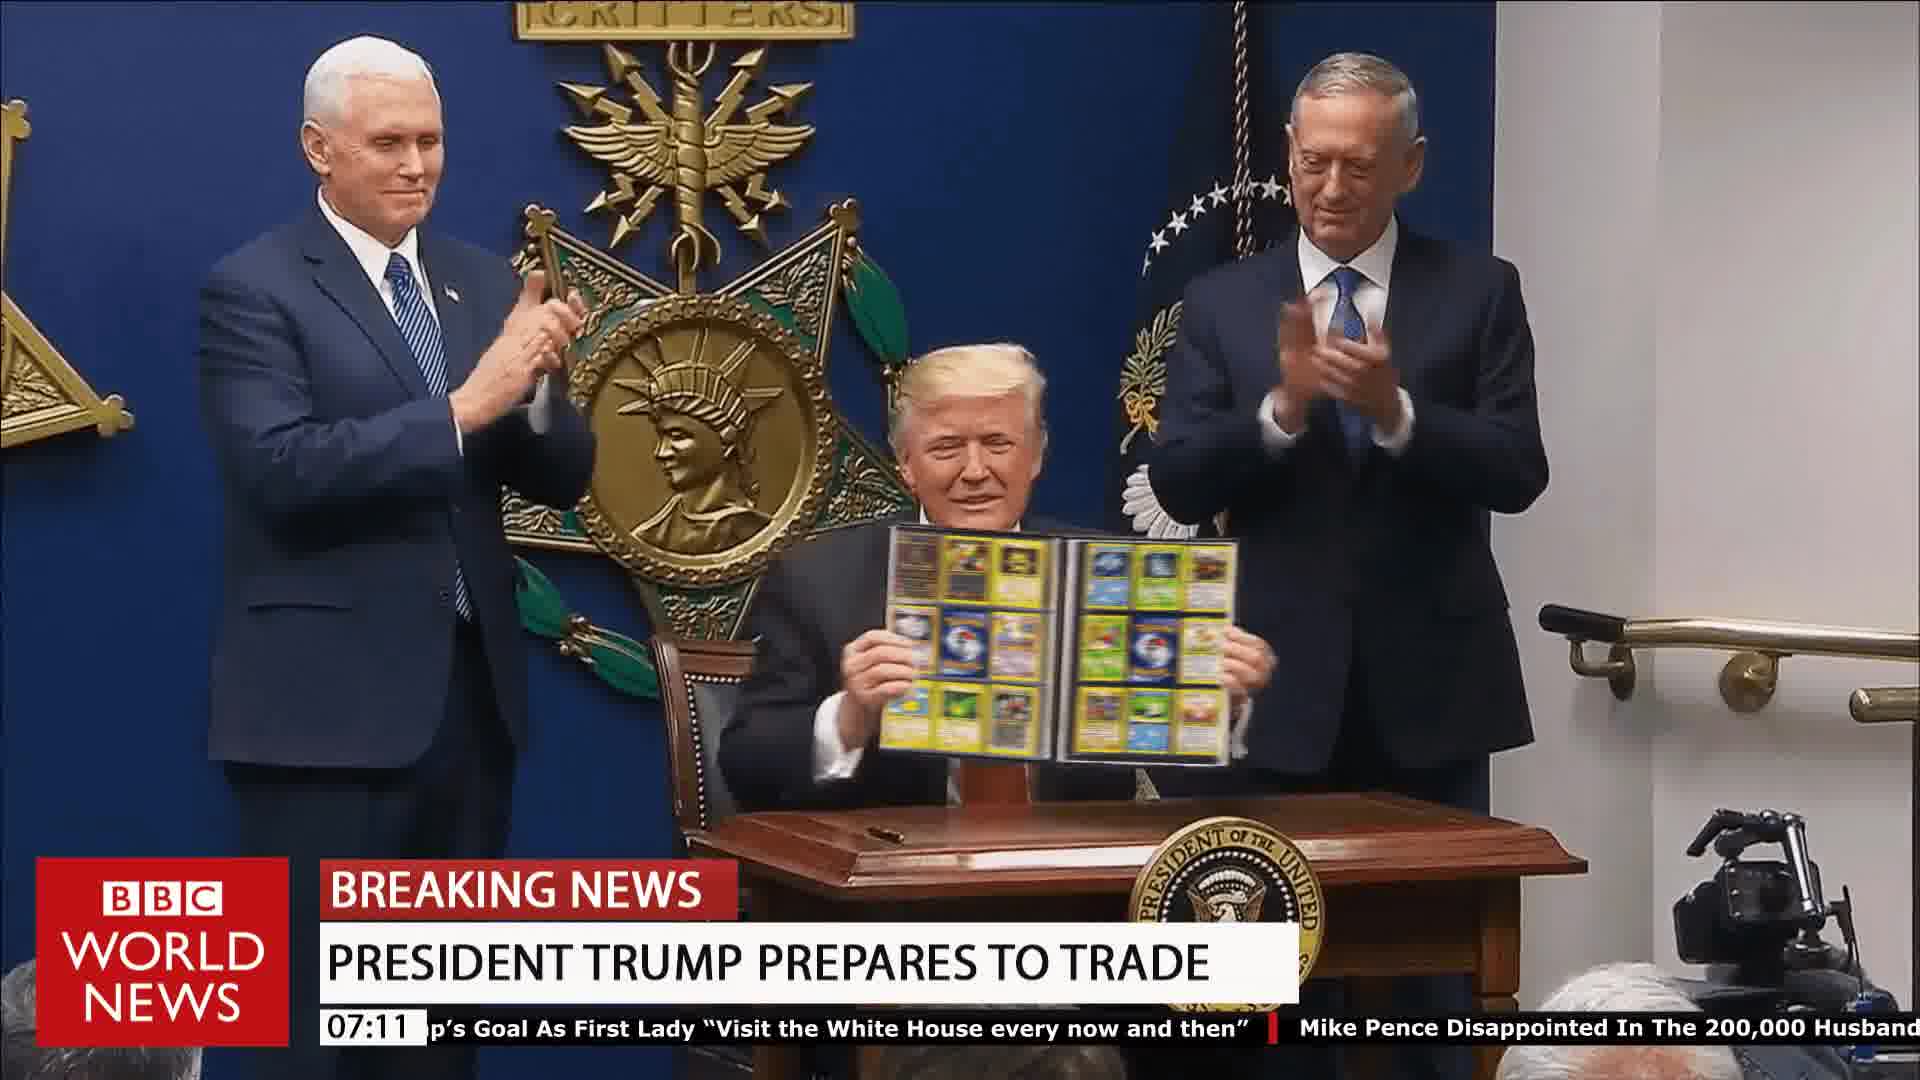 CRITTERS
BBC
WORLD
NEWS
BREAKING NEWS
PRESIDENT TRUMP PREPARES TO TRADE
07:11
p's Goal As First Lady “Visit the White House every now and then”
Mike Pence Disappointed In The 200,000 Husband
PRESIDENT OF THE UNITED